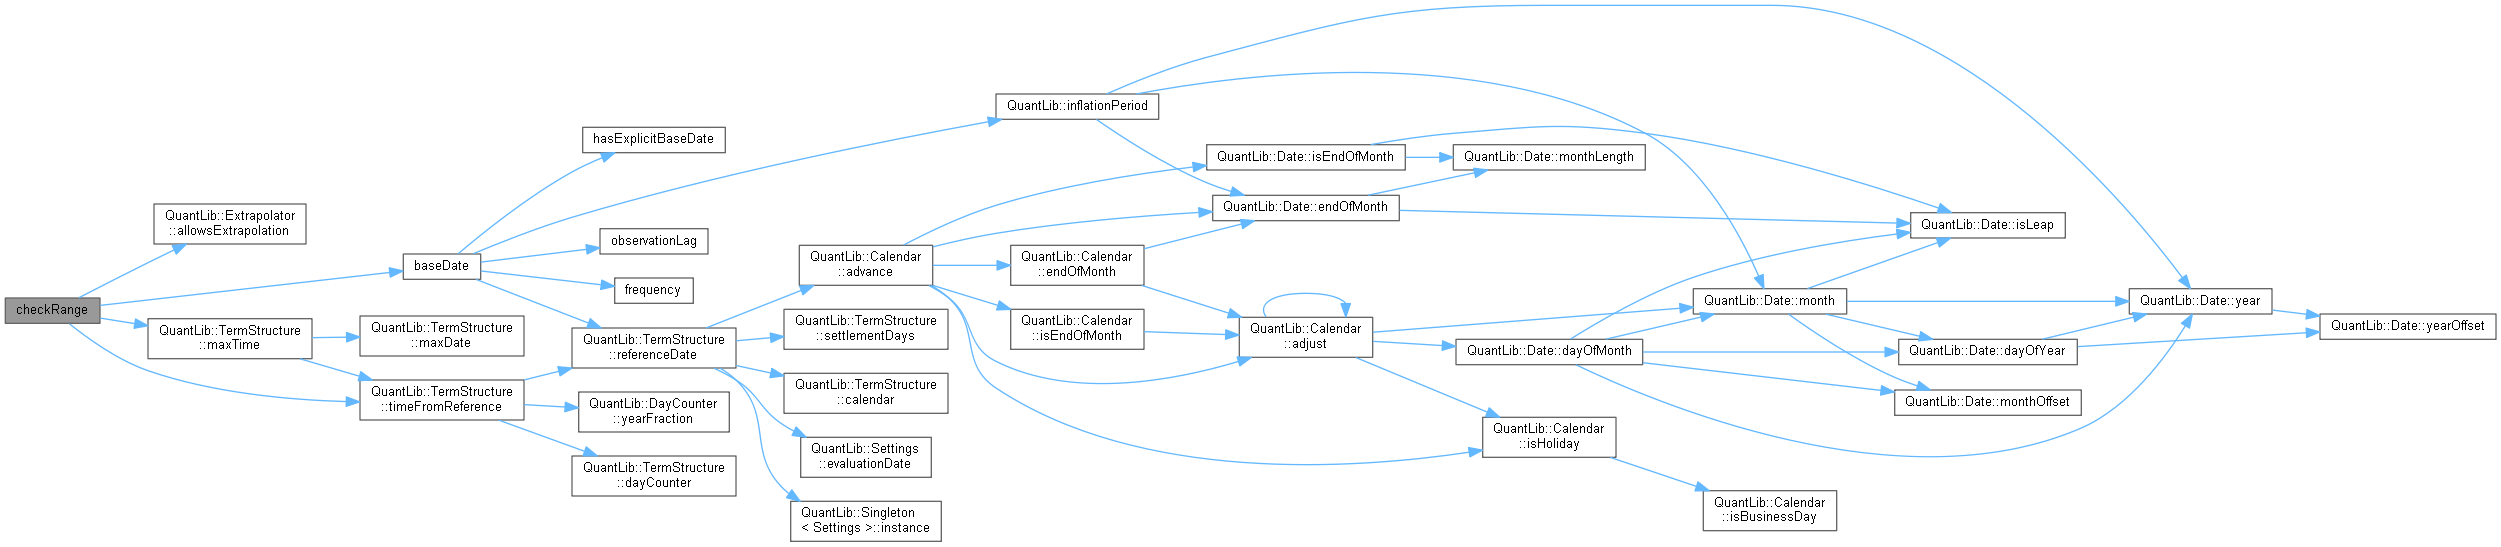 checkRange
QuantLib::Extrapolator
::allowsExtrapolation
QuantLib::TermStructure
::maxTime
baseDate
QuantLib::TermStructure
::maxDate
QuantLib::TermStructure
::timeFromReference
hasExplicitBaseDate
observationLag
frequency
QuantLib::TermStructure
::referenceDate
QuantLib::DayCounter
::yearFraction
QuantLib::TermStructure
::dayCounter
QuantLib::Calendar
::advance
QuantLib::TermStructure
::settlementDays
QuantLib::TermStructure
::calendar
QuantLib::Settings
::evaluationDate
QuantLib::Singleton
< Settings >::instance
QuantLib::inflationPeriod
QuantLib::Calendar
::endOfMonth
QuantLib::Calendar
::isEndOfMonth
QuantLib::Date::isEndOfMonth
QuantLib::Date::endOfMonth
QuantLib::Calendar
::adjust
QuantLib::Date::monthLength
QuantLib::Date::dayOfMonth
QuantLib::Calendar
::isHoliday
QuantLib::Date::month
QuantLib::Calendar
::isBusinessDay
QuantLib::Date::isLeap
QuantLib::Date::dayOfYear
QuantLib::Date::monthOffset
QuantLib::Date::year
QuantLib::Date::yearOffset